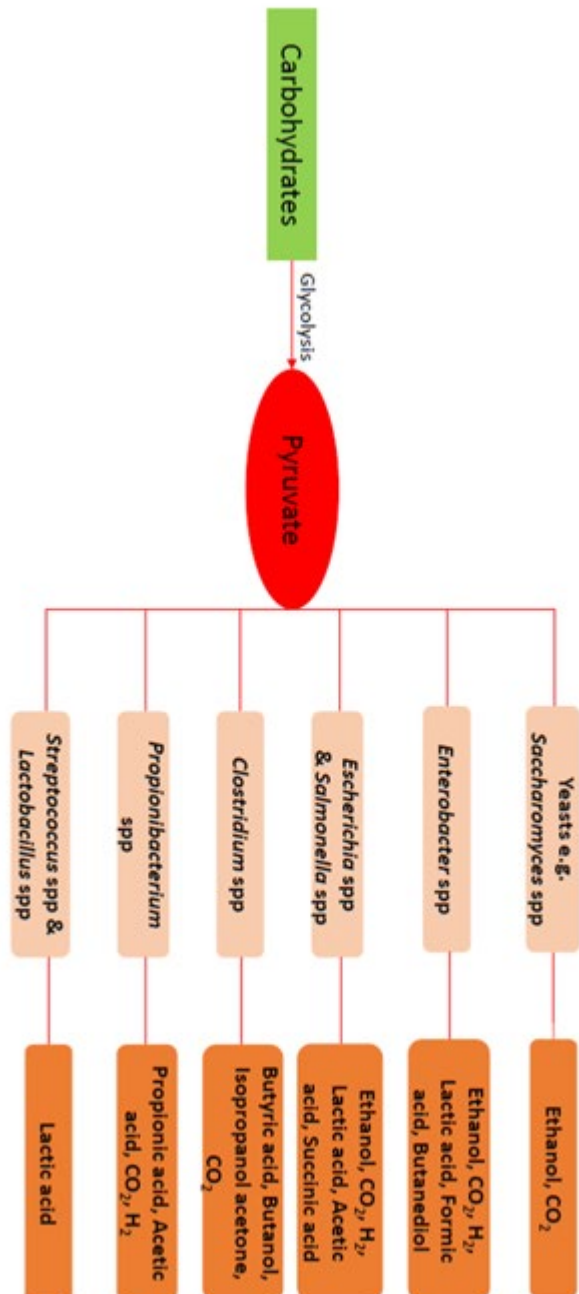 Carbohydrates
Glycolysis
Pyruvate
Yeasts e.g.
Saccharomyces spp
Ethanol, CO₂
Enterobacter spp
Ethanol, CO₂, H₂,
Lactic acid, Formic
acid, Butanediol
Escherichia spp
& Salmonella spp
Ethanol, CO₂, H₂,
Lactic acid, Acetic
acid, Succinic acid
Clostridium spp
Butyric acid, Butanol,
Isopropanol acetone,
CO₂
Propionibacterium
spp
Propionic acid, Acetic
acid, CO₂, H₂
Streptococcus spp &
Lactobacillus spp
Lactic acid